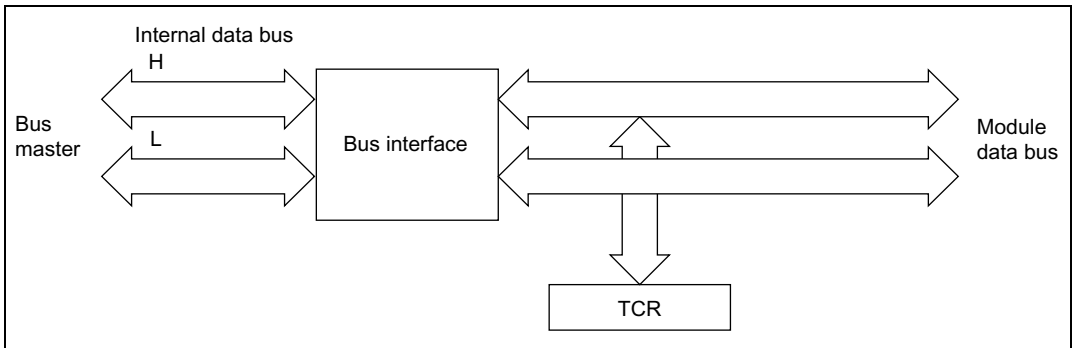 Internal data bus
H
Bus
master
L
Bus interface
Module
data bus
TCR